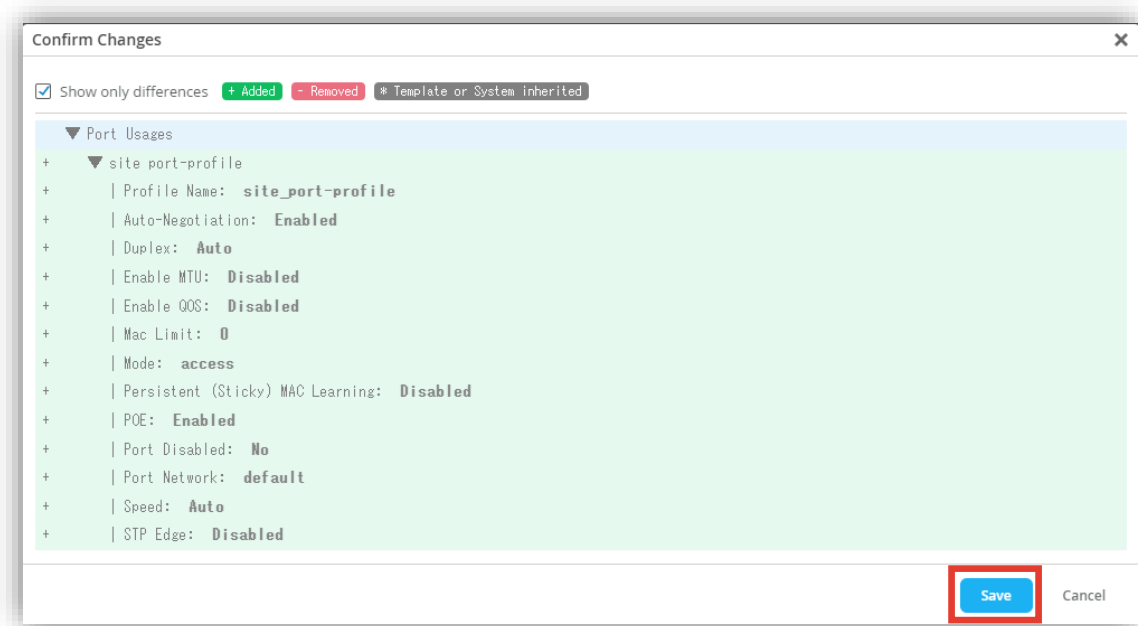 Confirm Changes ×
Show only differences + Added - Removed * Template or System inherited
▼ Port Usages
+ ▼ site port-profile
+ | Profile Name: site_port-profile
+ | Auto-Negotiation: Enabled
+ | Duplex: Auto
+ | Enable MTU: Disabled
+ | Enable QOS: Disabled
+ | Mac Limit: 0
+ | Mode: access
+ | Persistent (Sticky) MAC Learning: Disabled
+ | POE: Enabled
+ | Port Disabled: No
+ | Port Network: default
+ | Speed: Auto
+ | STP Edge: Disabled
Save Cancel